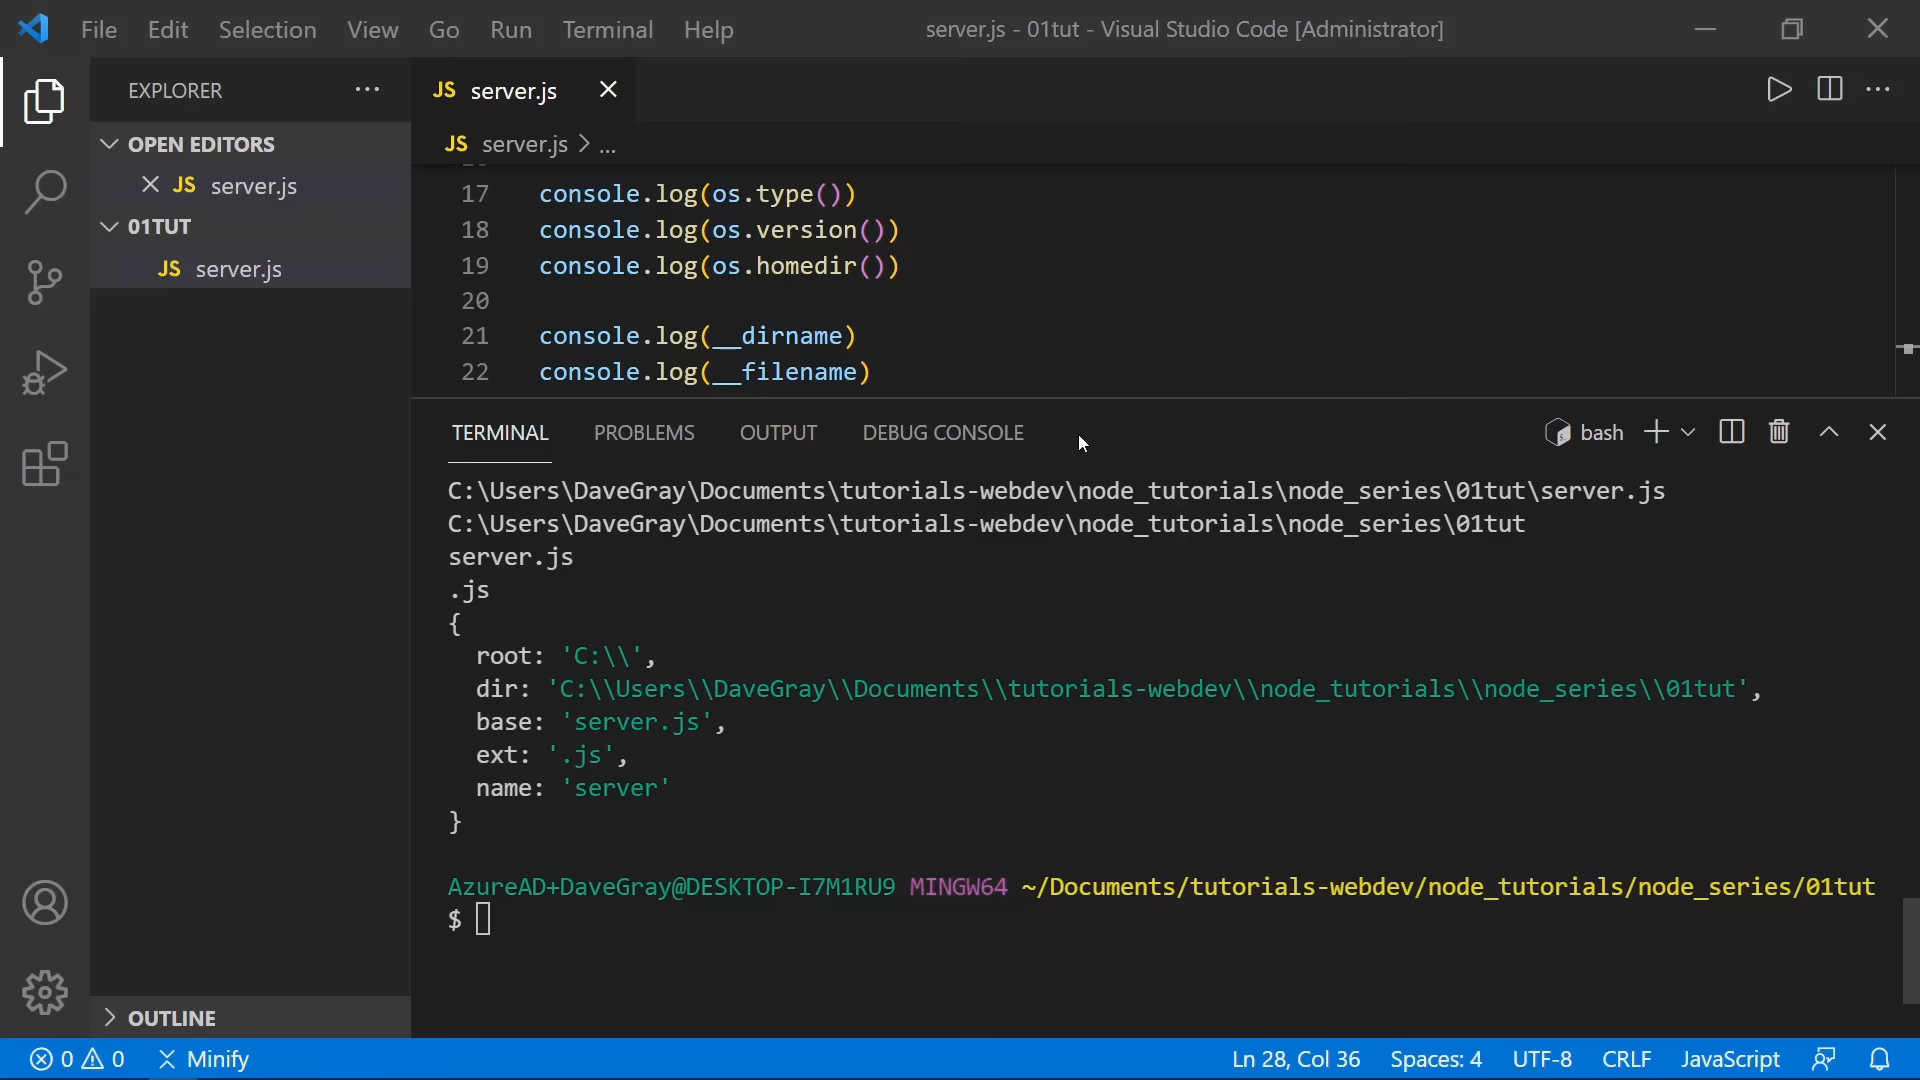 File Edit Selection View Go Run Terminal Help server.js - 01tut - Visual Studio Code [Administrator]
EXPLORER
OPEN EDITORS
JS server.js
01TUT
JS server.js
OUTLINE
JS server.js
JS server.js > ...
17 console.log(os.type())
18 console.log(os.version())
19 console.log(os.homedir())
20
21 console.log(__dirname)
22 console.log(__filename)
TERMINAL PROBLEMS OUTPUT DEBUG CONSOLE bash
C:\Users\DaveGray\Documents\tutorials-webdev\node_tutorials\node_series\01tut\server.js
C:\Users\DaveGray\Documents\tutorials-webdev\node_tutorials\node_series\01tut
server.js
.js
{
root: 'C:\\',
dir: 'C:\\Users\\DaveGray\\Documents\\tutorials-webdev\\node_tutorials\\node_series\\01tut',
base: 'server.js',
ext: '.js',
name: 'server'
}
AzureAD+DaveGray@DESKTOP-I7M1RU9 MINGW64 ~/Documents/tutorials-webdev/node_tutorials/node_series/01tut
$
0 0 Minify Ln 28, Col 36 Spaces: 4 UTF-8 CRLF JavaScript